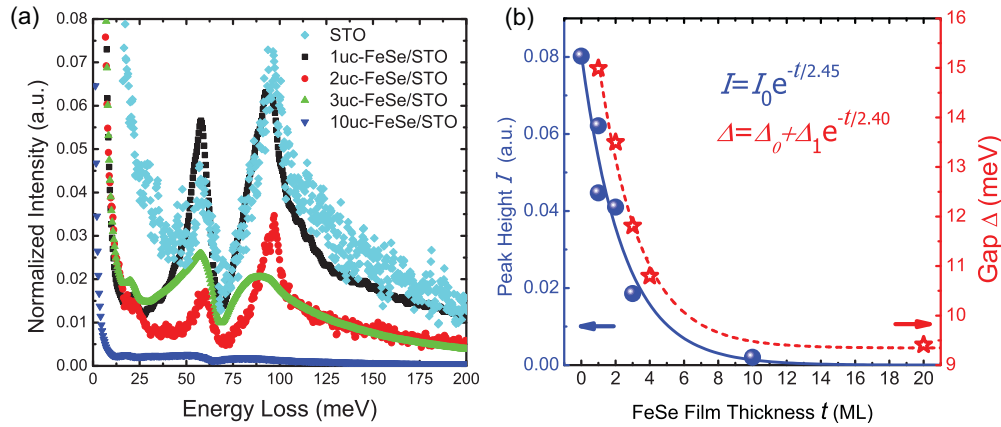 (a)
STO
1uc-FeSe/STO
2uc-FeSe/STO
3uc-FeSe/STO
10uc-FeSe/STO
0.08
0.07
0.06
0.05
0.04
0.03
0.02
0.01
0.00
Normalized Intensity (a.u.)
0 25 50 75 100 125 150 175 200
Energy Loss (meV)
(b)
I=I0e-t/2.45
Δ=Δ0+Δ1e-t/2.40
0.08
0.06
0.04
0.02
0.00
Peak Height I (a.u.)
16
15
14
13
12
11
10
9
Gap Δ (meV)
0 1 2 4 6 8 10 12 14 16 18 20
FeSe Film Thickness t (ML)